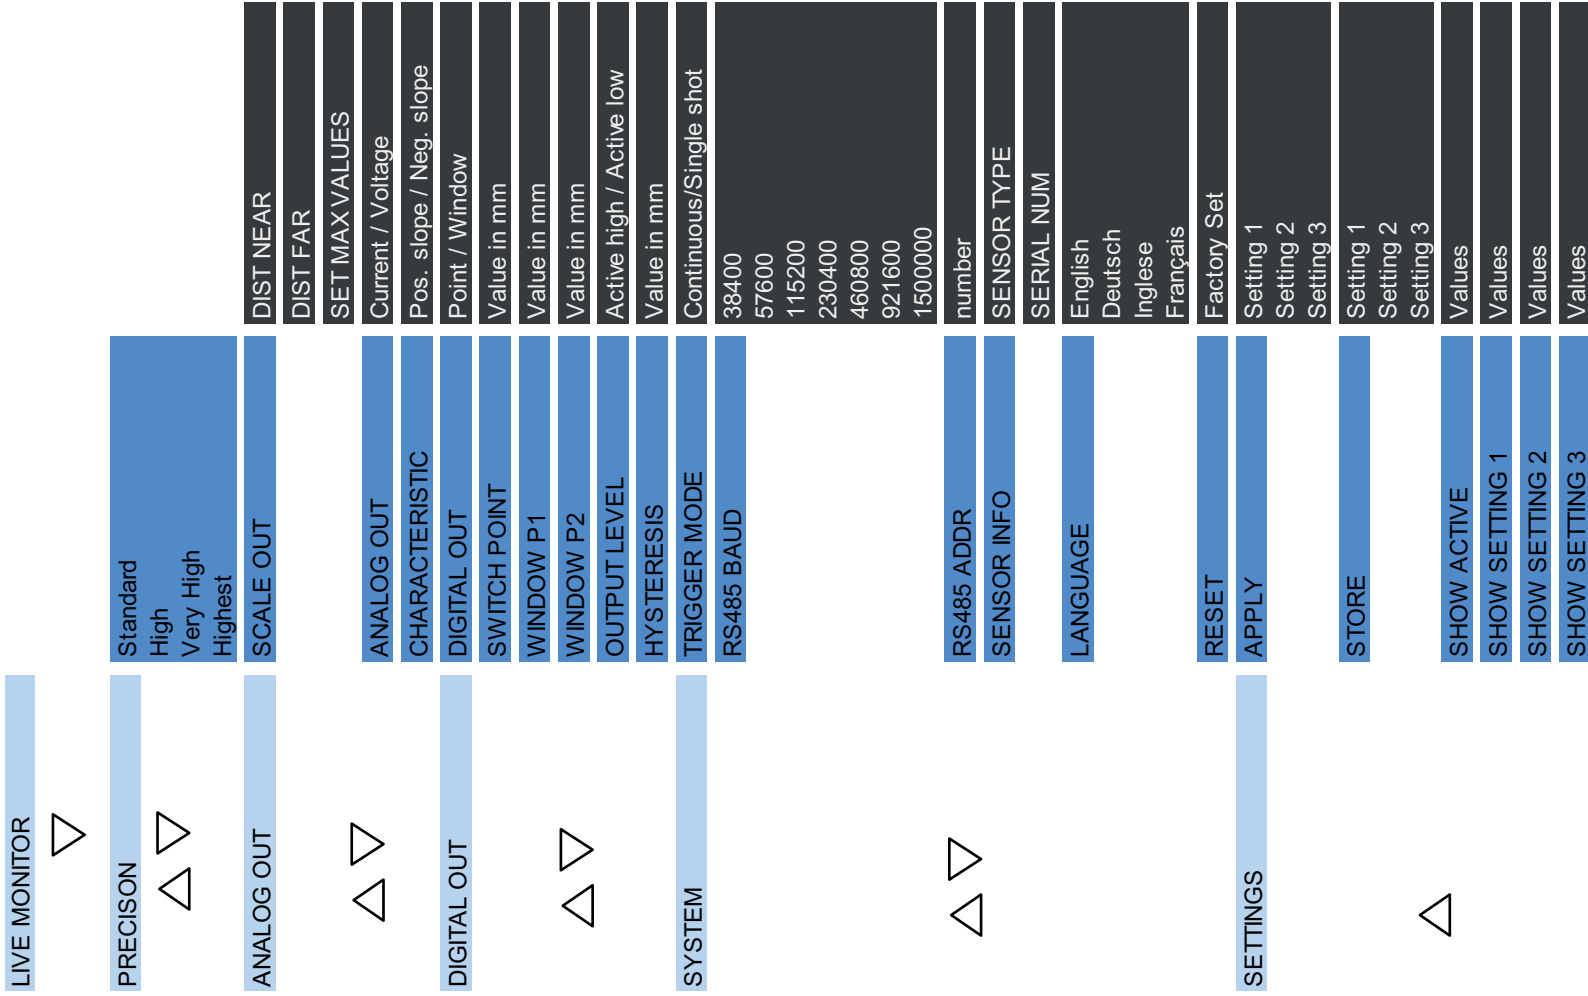 LIVE MONITOR
PRECISON
Standard
High
Very High
Highest
ANALOG OUT
SCALE OUT
DIST NEAR
DIST FAR
SET MAX VALUES
ANALOG OUT
Current / Voltage
CHARACTERISTIC
Pos. slope / Neg. slope
DIGITAL OUT
DIGITAL OUT
Point / Window
SWITCH POINT
Value in mm
WINDOW P1
Value in mm
WINDOW P2
Value in mm
OUTPUT LEVEL
Active high / Active low
HYSTERESIS
Value in mm
SYSTEM
TRIGGER MODE
Continuous/Single shot
RS485 BAUD
38400
57600
115200
230400
460800
921600
1500000
RS485 ADDR
number
SENSOR INFO
SENSOR TYPE
SERIAL NUM
LANGUAGE
English
Deutsch
Inglese
Français
RESET
Factory Set
SETTINGS
APPLY
Setting 1
Setting 2
Setting 3
STORE
Setting 1
Setting 2
Setting 3
SHOW ACTIVE
Values
SHOW SETTING 1
Values
SHOW SETTING 2
Values
SHOW SETTING 3
Values